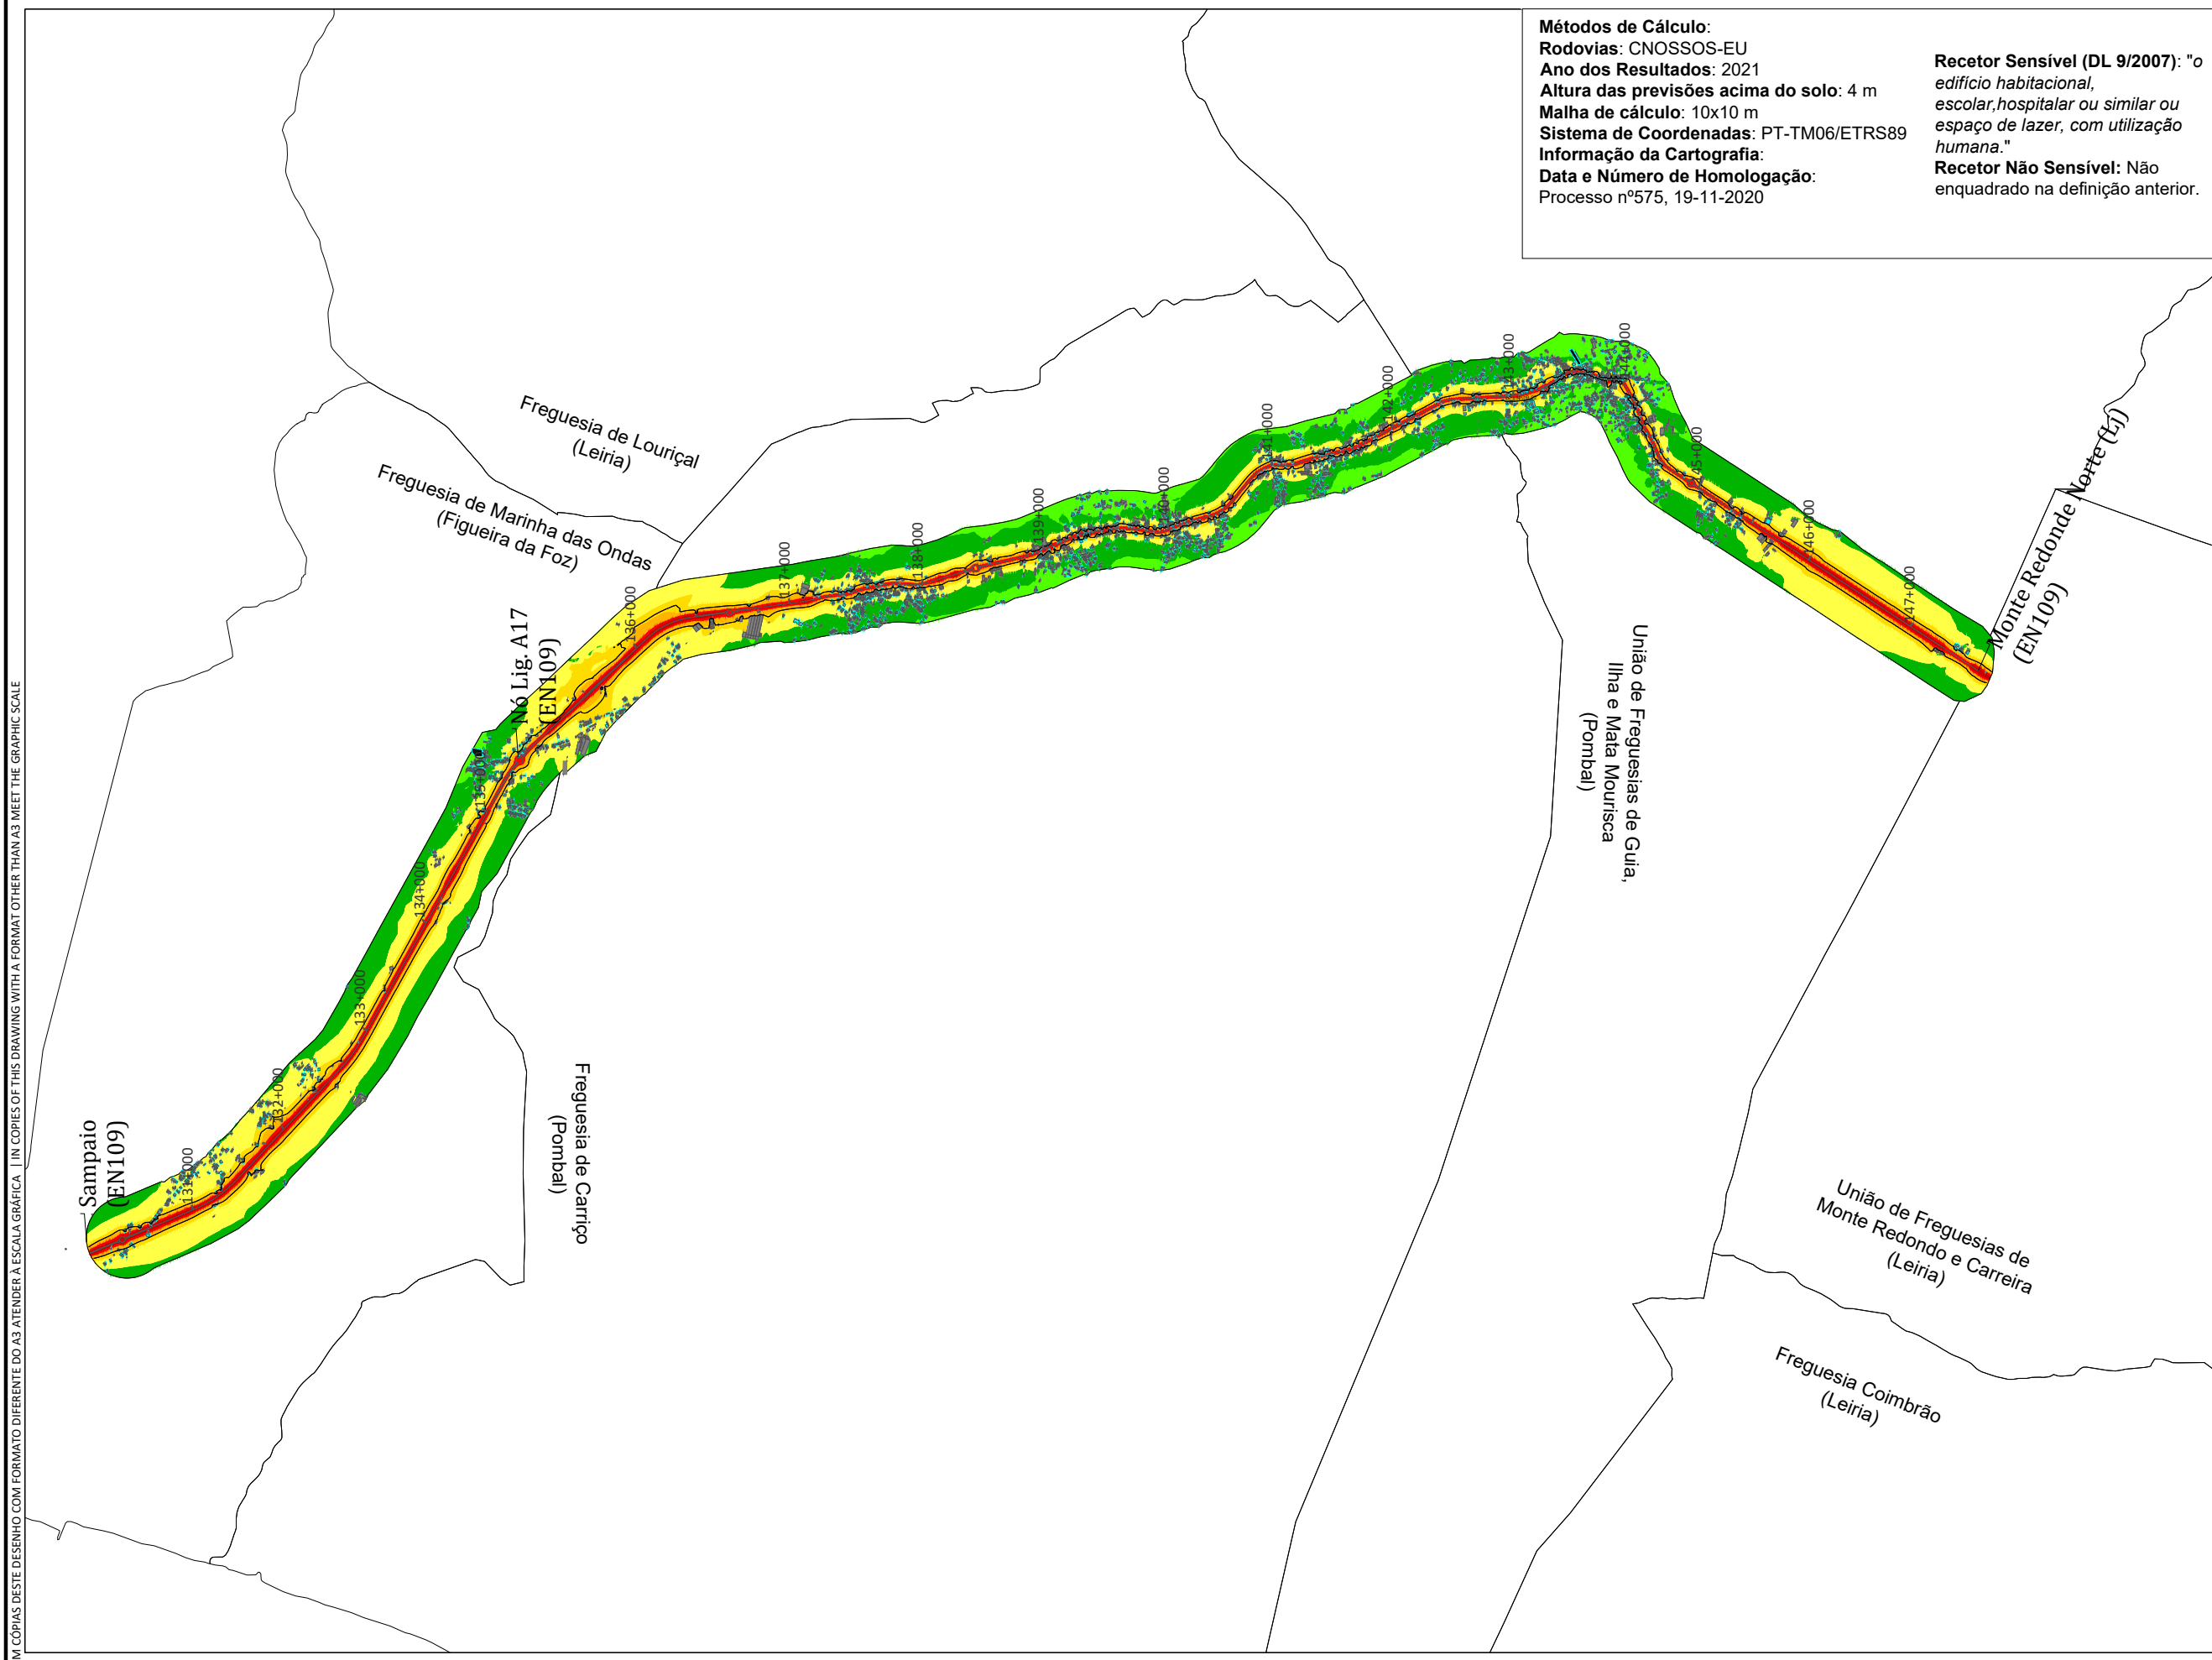 Métodos de Cálculo:
Rodovias: CNOSSOS-EU
Ano dos Resultados: 2021
Altura das previsões acima do solo: 4 m
Malha de cálculo: 10x10 m
Sistema de Coordenadas: PT-TM06/ETRS89
Informação da Cartografia:
Data e Número de Homologação:
Processo nº575, 19-11-2020
Recetor Sensível (DL 9/2007): "o
edifício habitacional,
escolar,hospitalar ou similar ou
espaço de lazer, com utilização
humana."
Recetor Não Sensível: Não
enquadrado na definição anterior.
Freguesia de Louriçal
(Leiria)
Freguesia de Marinha das Ondas
(Figueira da Foz)
Nó Lig. A17
(EN109)
Sampaio
(EN109)
131+000
132+000
133+000
134+000
135+000
136+000
137+000
138+000
139+000
140+000
141+000
142+000
143+000
144+000
145+000
146+000
147+000
Monte Redonde Norte (LI)
(EN109)
União de Freguesias de Guia,
Ilha e Mata Mourisca
(Pombal)
Freguesia de Carriço
(Pombal)
União de Freguesias de
Monte Redondo e Carreira
(Leiria)
Freguesia Coimbrão
(Leiria)
M CÓPIAS DESTE DESENHO COM FORMATO DIFERENTE DO A3 ATENDER À ESCALA GRÁFICA | IN COPIES OF THIS DRAWING WITH A FORMAT OTHER THAN A3 MEET THE GRAPHIC SCALE